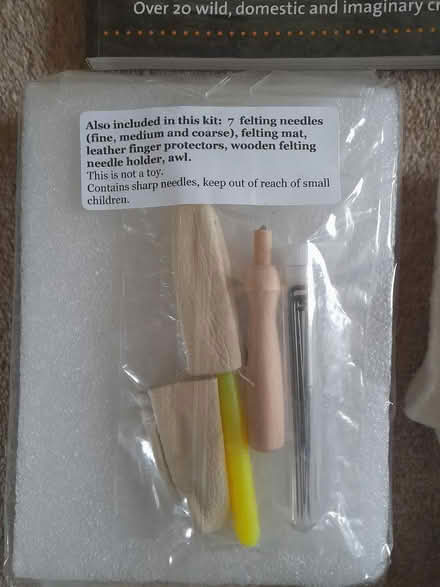 Over 20 wild, domestic and imaginary
Also included in this kit: 7 felting needles
(fine, medium and coarse), felting mat,
leather finger protectors, wooden felting
needle holder, awl.
This is not a toy.
Contains sharp needles, keep out of reach of small
children.